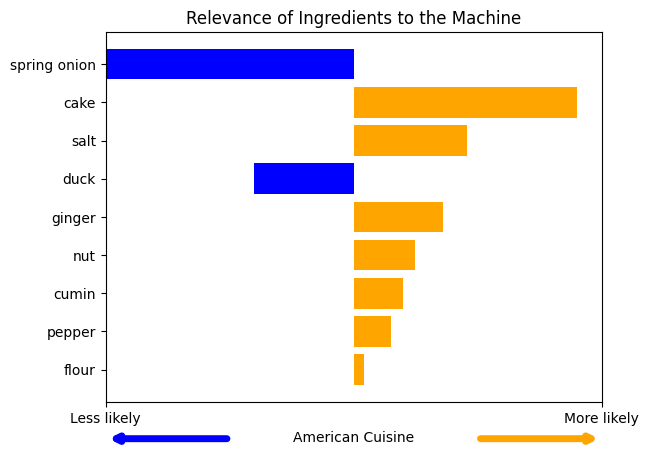 Relevance of Ingredients to the Machine
spring onion
cake
salt
duck
ginger
nut
cumin
pepper
flour
Less likely
More likely
American Cuisine